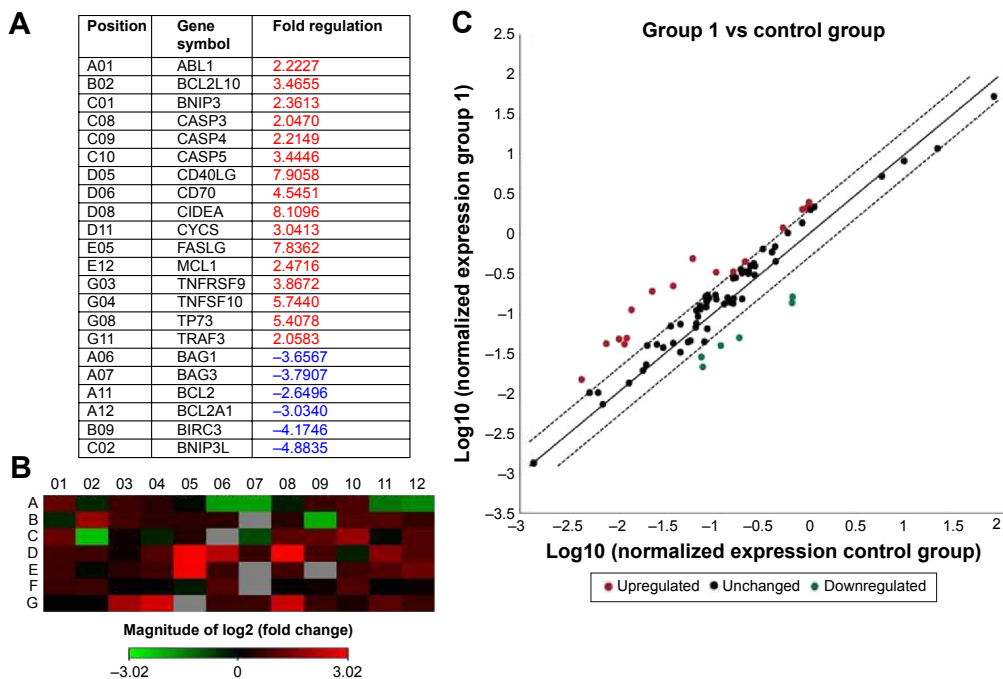 A
Position Gene symbol Fold regulation
A01 ABL1 2.2227
B02 BCL2L10 3.4655
C01 BNIP3 2.3613
C08 CASP3 2.0470
C09 CASP4 2.2149
C10 CASP5 3.4446
D05 CD40LG 7.9058
D06 CD70 4.5451
D08 CIDEA 8.1096
D11 CYCS 3.0413
E05 FASLG 7.8362
E12 MCL1 2.4716
G03 TNFRSF9 3.8672
G04 TNFSF10 5.7440
G08 TP73 5.4078
G11 TRAF3 2.0583
A06 BAG1 –3.6567
A07 BAG3 –3.7907
A11 BCL2 –2.6496
A12 BCL2A1 –3.0340
B09 BIRC3 –4.1746
C02 BNIP3L –4.8835
B
01 02 03 04 05 06 07 08 09 10 11 12
A
B
C
D
E
F
G
Magnitude of log2 (fold change)
–3.02 0 3.02
C
Group 1 vs control group
Log10 (normalized expression group 1)
2.5
2
1.5
1
0.5
0
–0.5
–1
–1.5
–2
–2.5
–3
–3.5
–3 –2.5 –2 –1.5 –1 –0.5 0 0.5 1 1.5 2
Log10 (normalized expression control group)
Upregulated Unchanged Downregulated